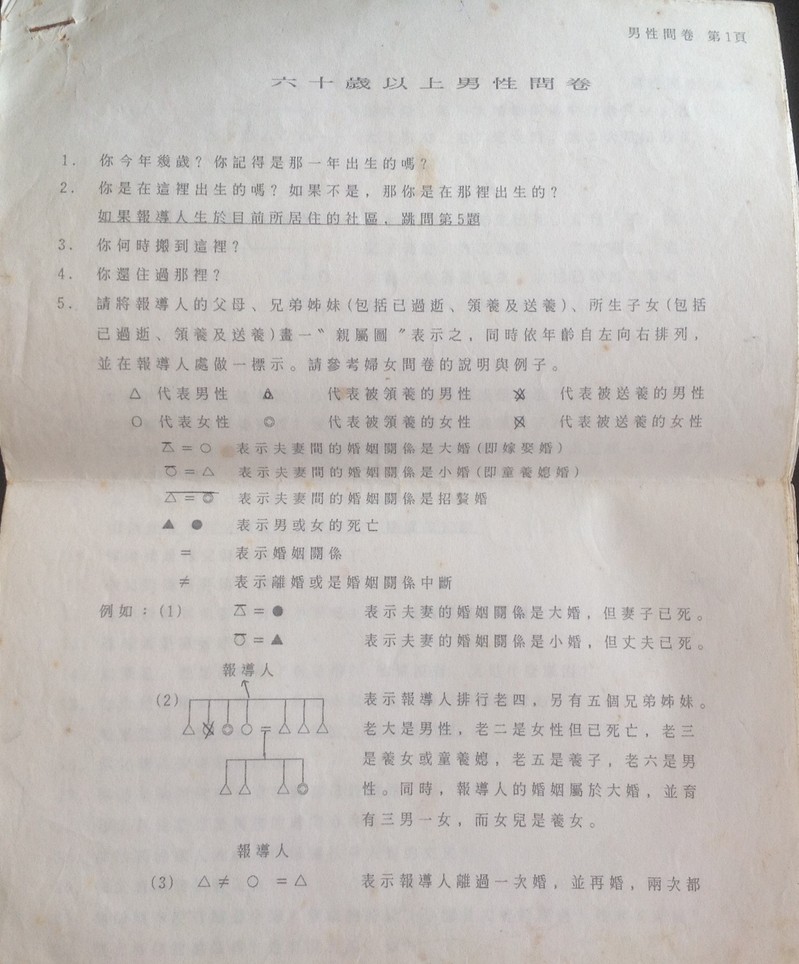 男性問卷 第1頁
六十歲以上男性問卷
1. 你今年幾歲?你記得是那一年出生的嗎?
2. 你是在這裡出生的嗎?如果不是,那你是在那裡出生的?
如果報導人生於目前所居住的社區,跳問第5題
3. 你何時搬到這裡?
4. 你還住過那裡?
5. 請將報導人的父母、兄弟姊妹(包括已過逝、領養及送養)、所生子女(包括
已過逝、領養及送養)畫一〝親屬圖〞表示之,同時依年齡自左向右排列,
並在報導人處做一標示。請參考婦女問卷的說明與例子。
△ 代表男性 代表被領養的男性 代表被送養的男性
○ 代表女性 ◎ 代表被領養的女性 代表被送養的女性
△=○ 表示夫妻間的婚姻關係是大婚(即嫁娶婚)
○=△ 表示夫妻間的婚姻關係是小婚(即童養媳婚)
△=◎ 表示夫妻間的婚姻關係是招贅婚
▲ ● 表示男或女的死亡
= 表示婚姻關係
≠ 表示離婚或是婚姻關係中斷
例如:(1) △=● 表示夫妻的婚姻關係是大婚,但妻子已死。
○=▲ 表示夫妻的婚姻關係是小婚,但丈夫已死。
報導人
(2) 表示報導人排行老四,另有五個兄弟姊妹。
老大是男性,老二是女性但已死亡,老三
是養女或童養媳,老五是養子,老六是男
性。同時,報導人的婚姻屬於大婚,並育
有三男一女,而女兒是養女。
報導人
(3) △≠ ○ =△ 表示報導人離過一次婚,並再婚,兩次都